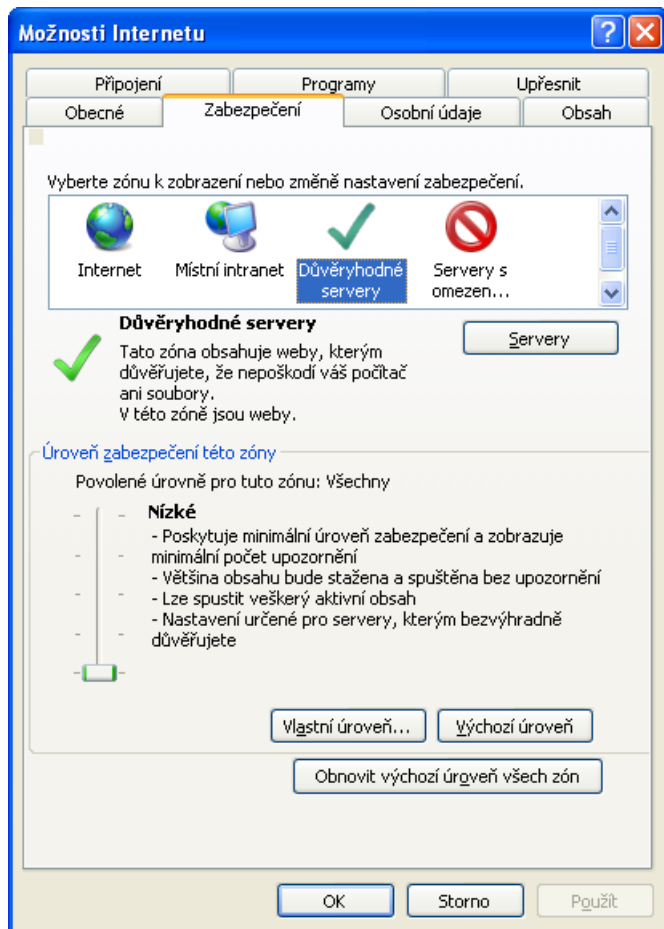 Možnosti Internetu
Připojení Programy Upřesnit
Obecné Zabezpečení Osobní údaje Obsah
Vyberte zónu k zobrazení nebo změně nastavení zabezpečení.
Internet Místní intranet Důvěryhodné servery Servery s omezen...
Důvěryhodné servery
Servery
Tato zóna obsahuje weby, kterým
důvěřujete, že nepoškodí váš počítač
ani soubory.
V této zóně jsou weby.
Úroveň zabezpečení této zóny
Povolené úrovně pro tuto zónu: Všechny
Nízké
- Poskytuje minimální úroveň zabezpečení a zobrazuje
minimální počet upozornění
- Většina obsahu bude stažena a spuštěna bez upozornění
- Lze spustit veškerý aktivní obsah
- Nastavení určené pro servery, kterým bezvýhradně
důvěřujete
Vlastní úroveň... Výchozí úroveň
Obnovit výchozí úroveň všech zón
OK Storno Použít